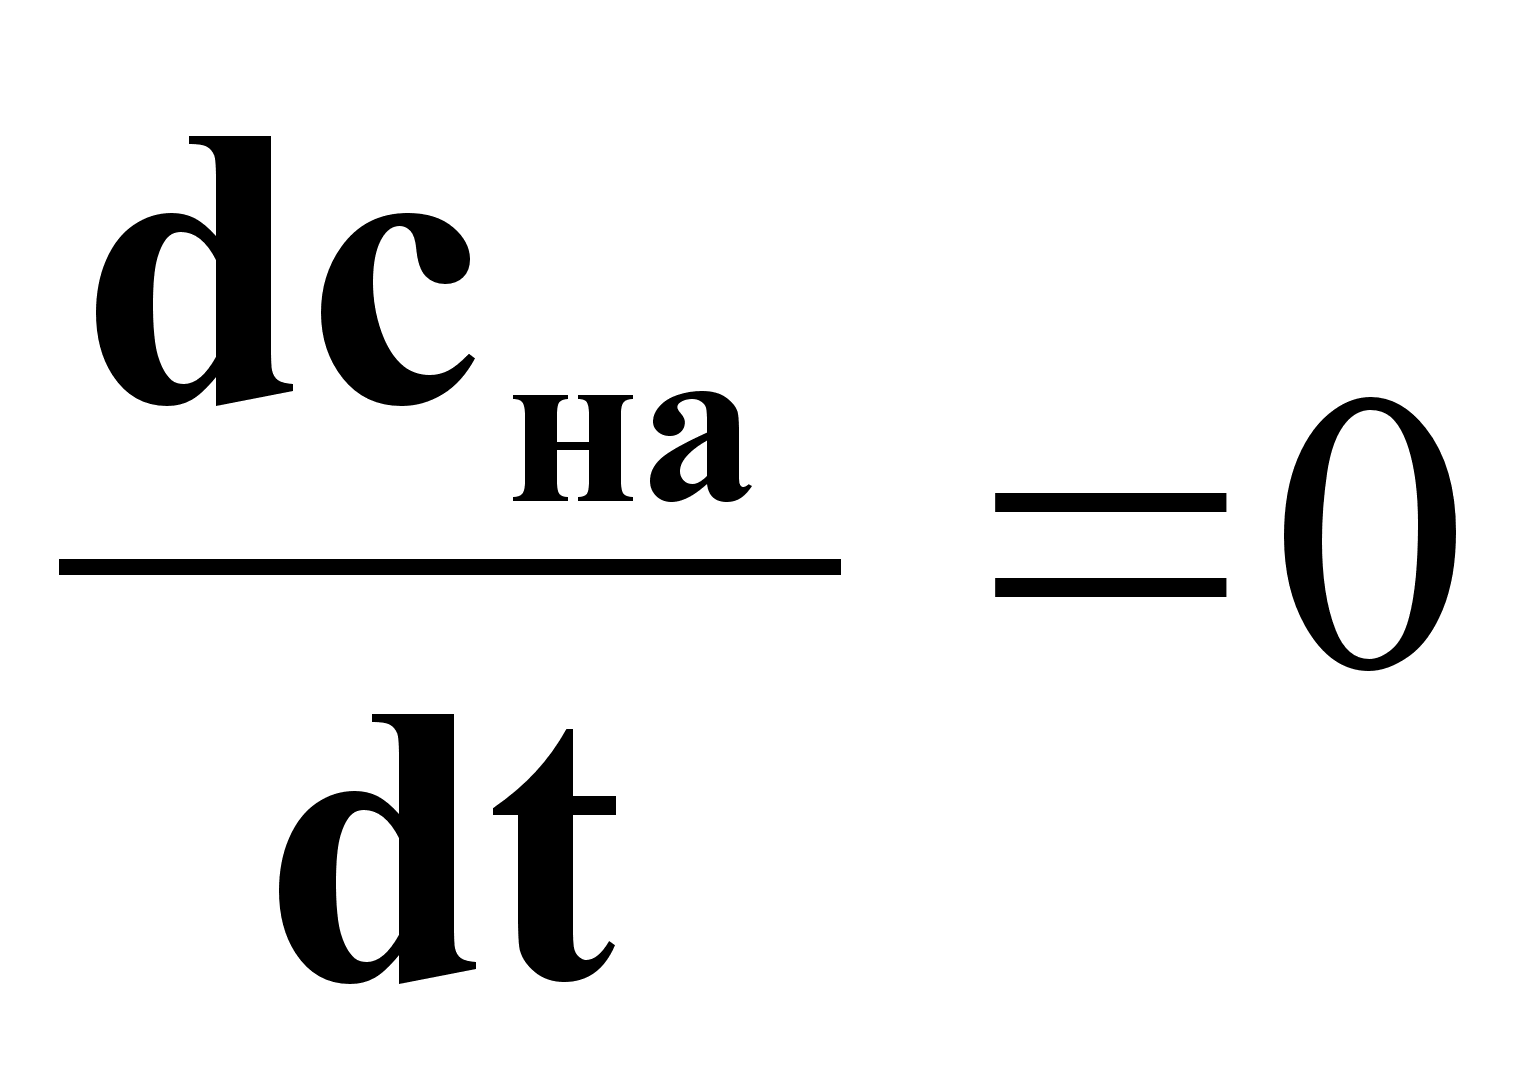 dc на
= 0
dt